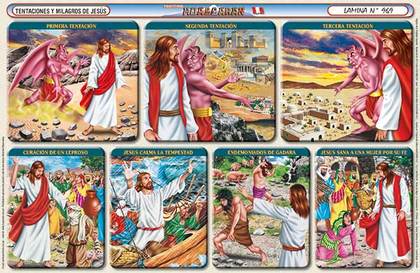 TENTACIONES Y MILAGROS DE JESÚS
HUASCARAN
LAMINA N° 969
PRIMERA TENTACIÓN
SEGUNDA TENTACIÓN
TERCERA TENTACIÓN
CURACIÓN DE UN LEPROSO
JESÚS CALMA LA TEMPESTAD
ENDEMONIADOS DE GADARA
JESÚS SANA A UNA MUJER POR SU FE